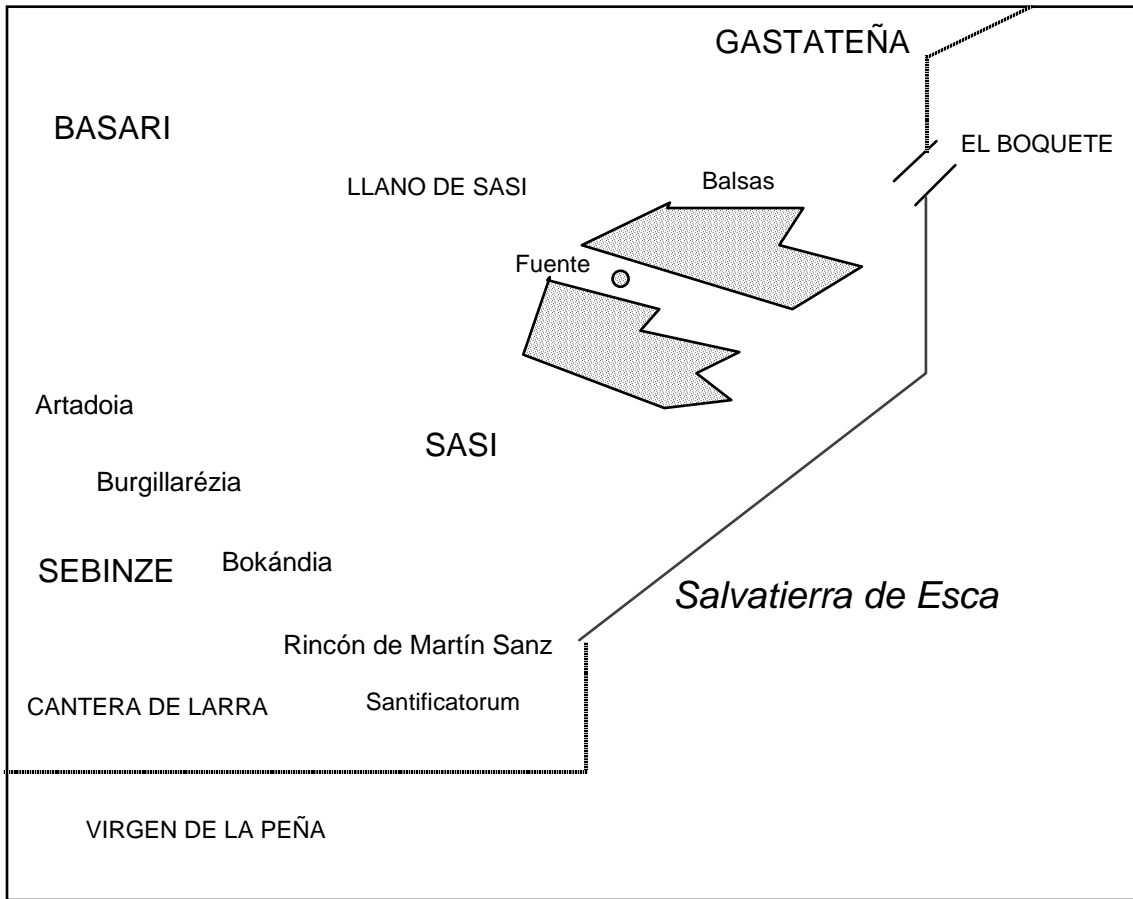 GASTATEÑA
BASARI
EL BOQUETE
LLANO DE SASI
Balsas
Fuente
Artadoia
SASI
Burgillarézia
SEBINZE
Bokándia
Salvatierra de Esca
Rincón de Martín Sanz
CANTERA DE LARRA
Santificatorum
VIRGEN DE LA PEÑA